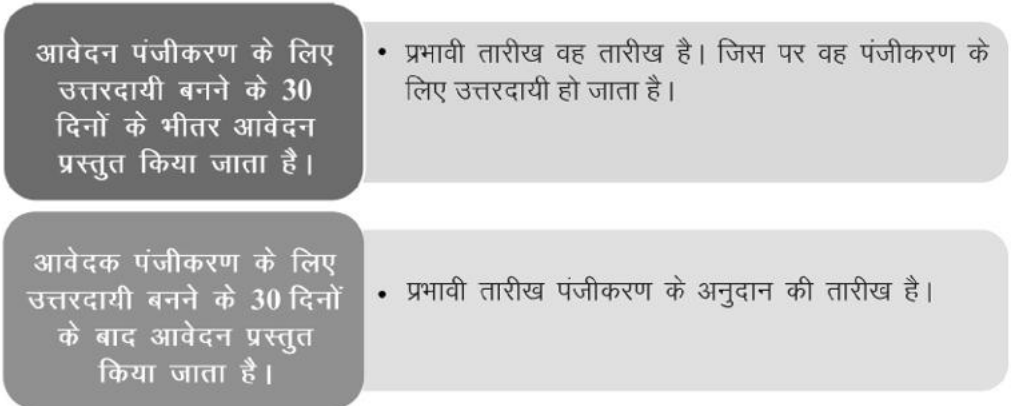 आवेदन पंजीकरण के लिए
उत्तरदायी बनने के 30
दिनों के भीतर आवेदन
प्रस्तुत किया जाता है।
• प्रभावी तारीख वह तारीख है। जिस पर वह पंजीकरण के
लिए उत्तरदायी हो जाता है।
आवेदक पंजीकरण के लिए
उत्तरदायी बनने के 30 दिनों
के बाद आवेदन प्रस्तुत
किया जाता है।
• प्रभावी तारीख पंजीकरण के अनुदान की तारीख है।